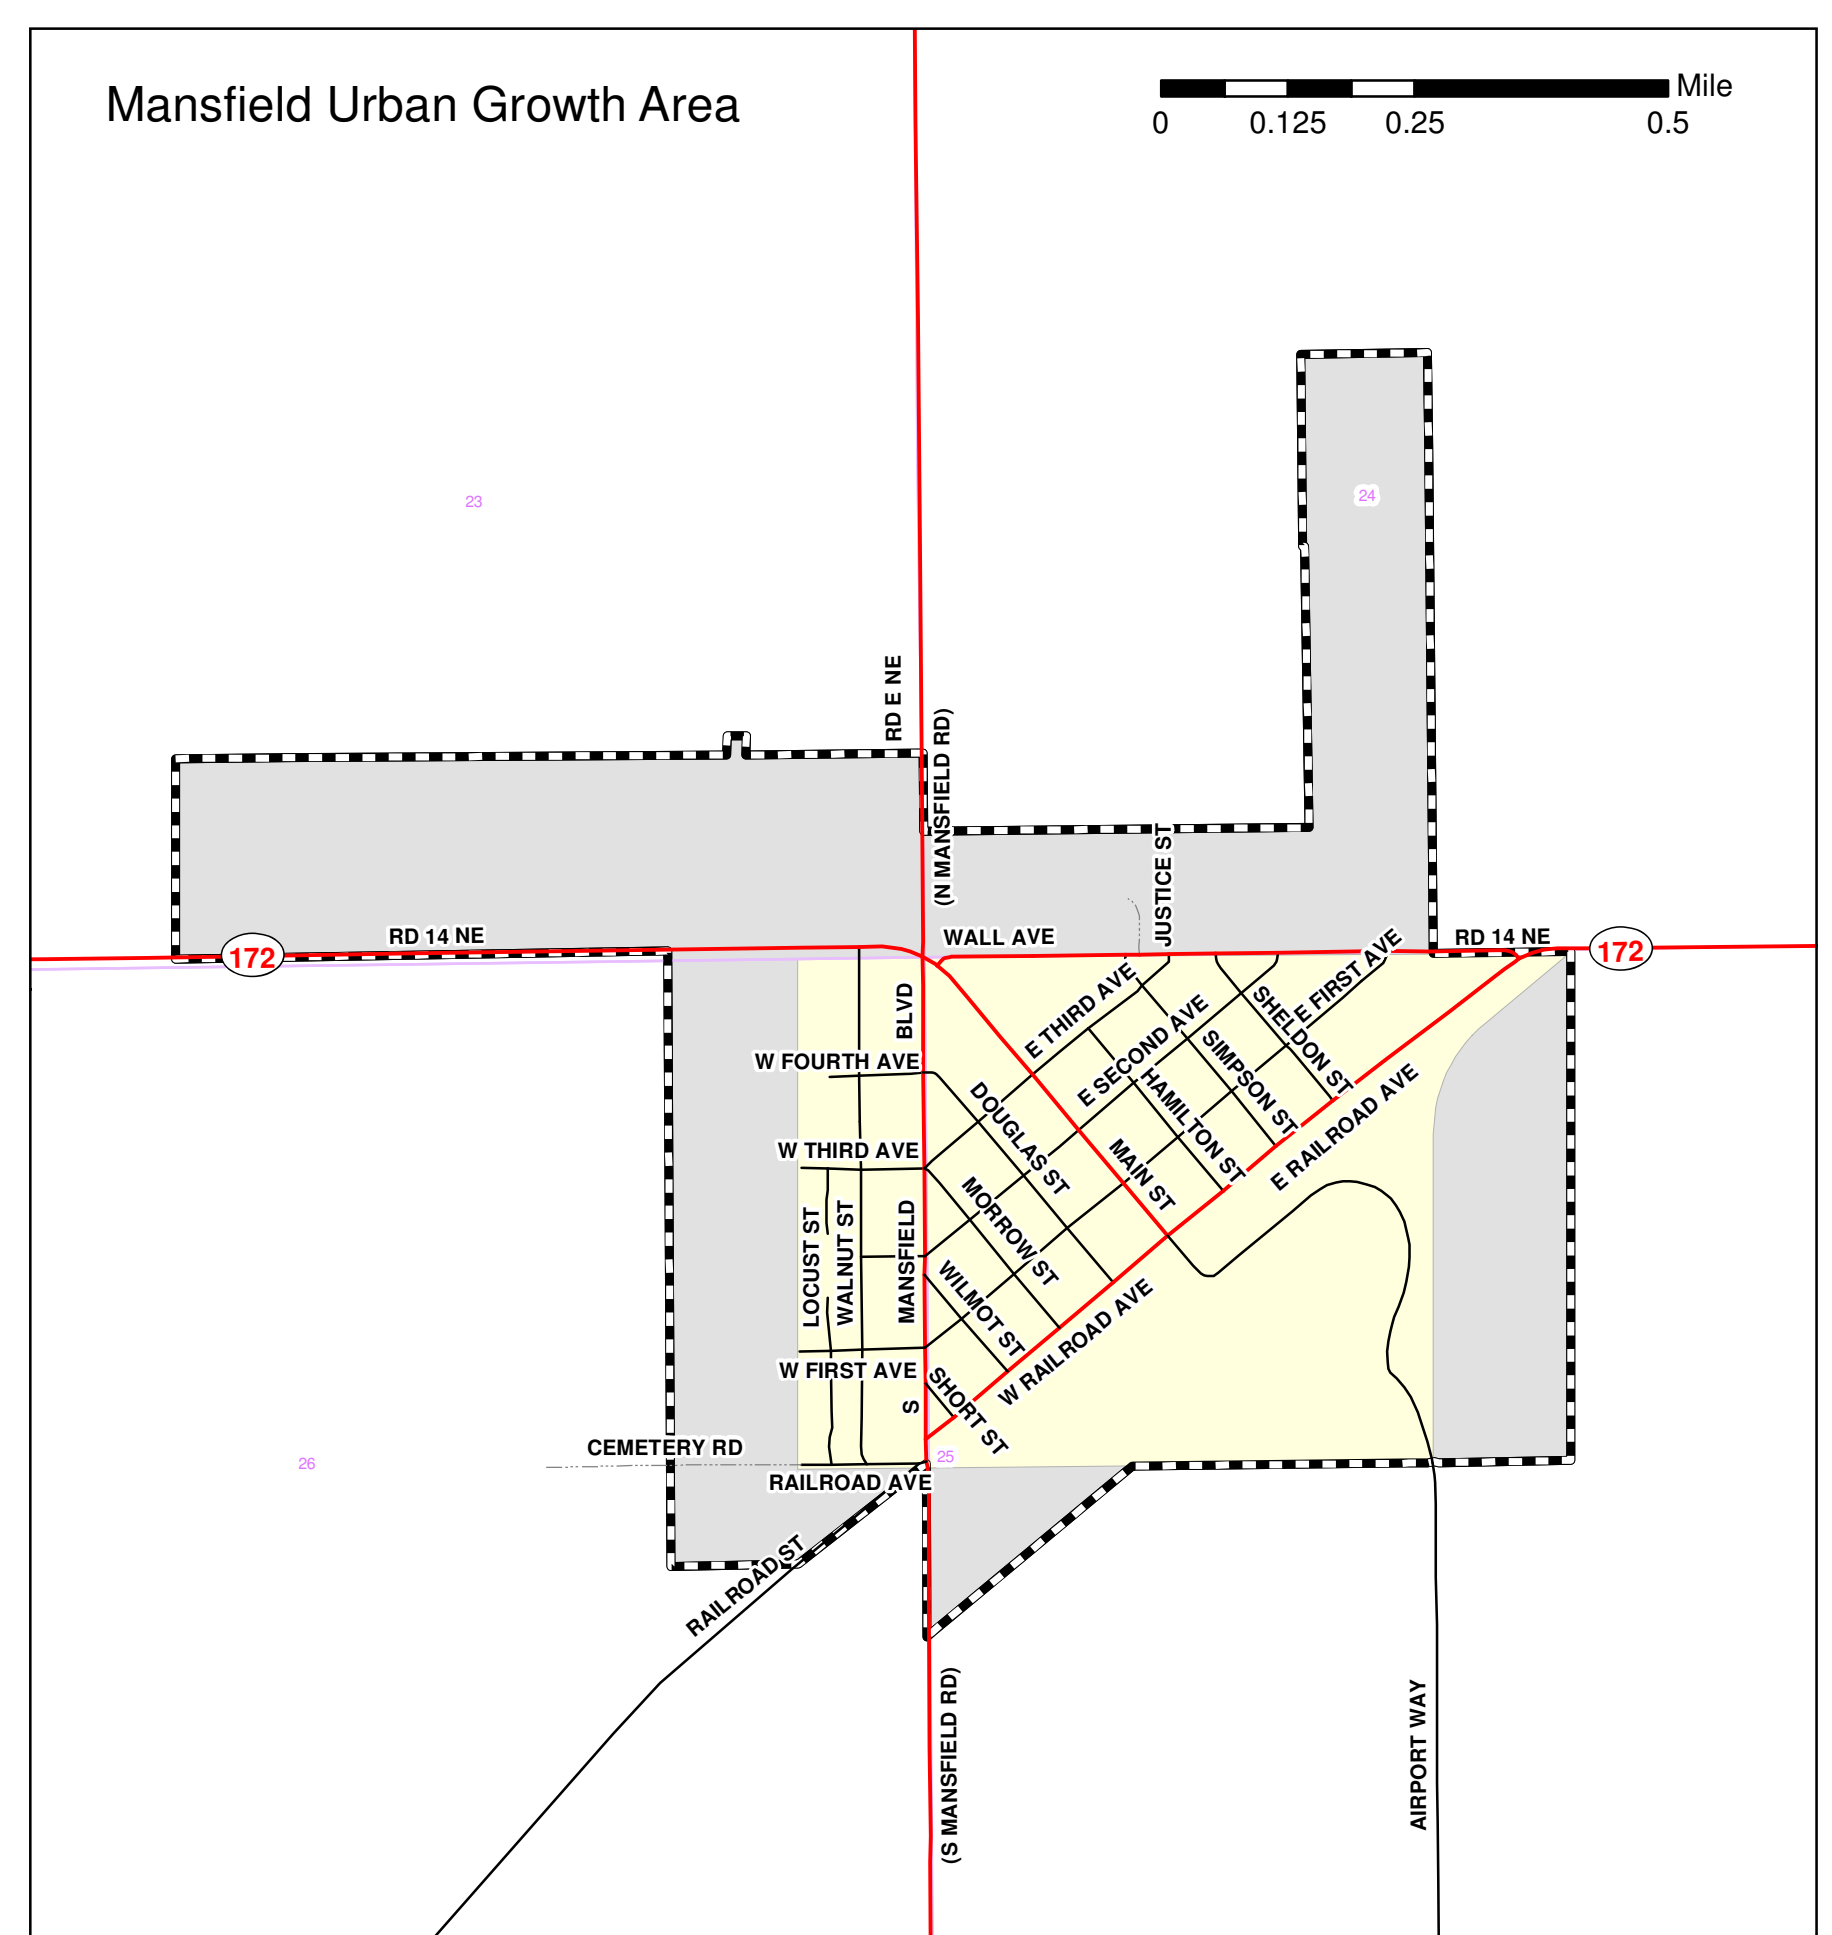 Mansfield Urban Growth Area
Mile
0 0.125 0.25 0.5
23
24
RD E NE
(N MANSFIELD RD)
JUSTICE ST
RD 14 NE
WALL AVE
RD 14 NE
172
172
BLVD
E THIRD AVE
E SECOND AVE
E FIRST AVE
SHELDON ST
SIMPSON ST
HAMILTON ST
W FOURTH AVE
DOUGLAS ST
MAIN ST
E RAILROAD AVE
W THIRD AVE
MORROW ST
LOCUST ST
WALNUT ST
MANSFIELD
WILMOT ST
W RAILROAD AVE
W FIRST AVE
S
SHORT ST
CEMETERY RD
25
26
RAILROAD AVE
RAILROAD ST
(S MANSFIELD RD)
AIRPORT WAY